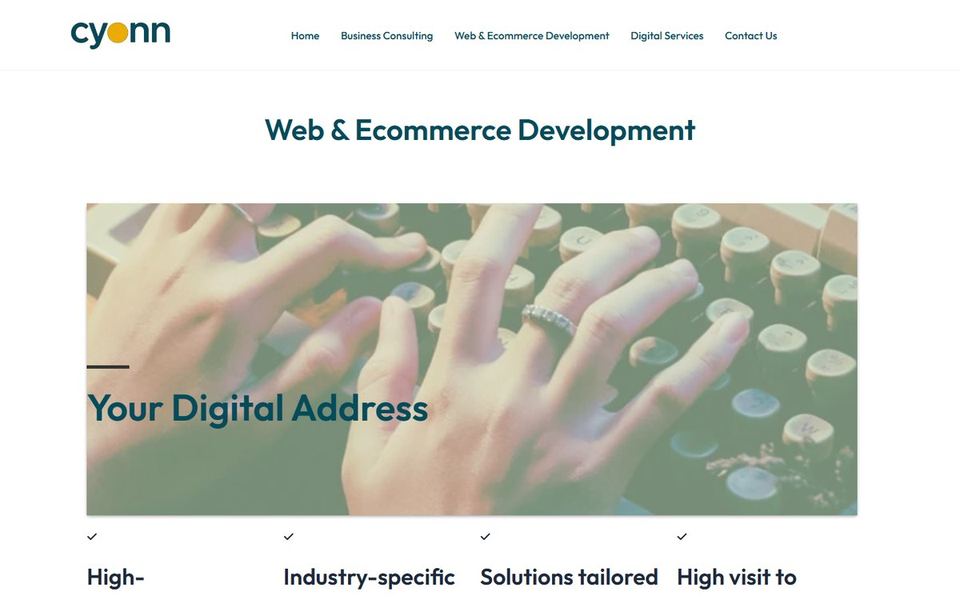 cyonn
Home Business Consulting Web & Ecommerce Development Digital Services Contact Us
Web & Ecommerce Development
Your Digital Address
High-
Industry-specific
Solutions tailored
High visit to